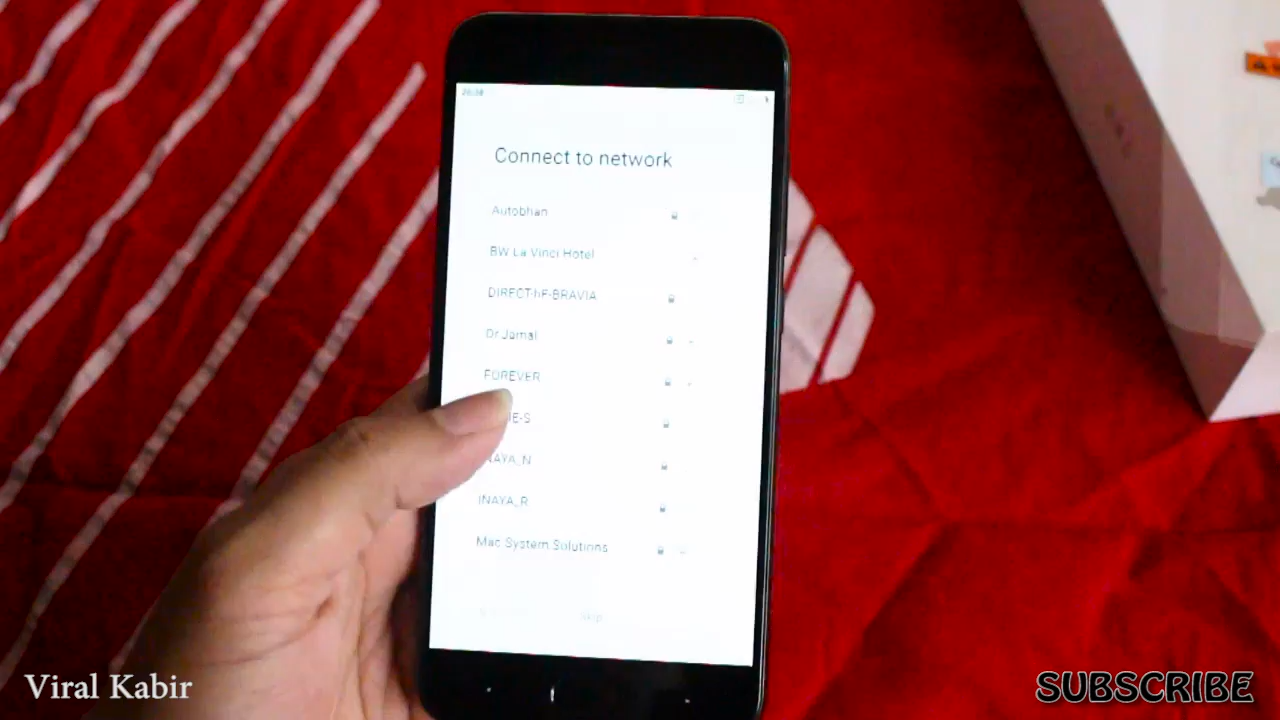 Connect to network
Autobhan
BW La Vinci Hotel
DIRECT-hF-BRAVIA
Dr.Jamal
FOREVER
INAYA_R
Mac System Solutions
Skip
Viral Kabir
SUBSCRIBE